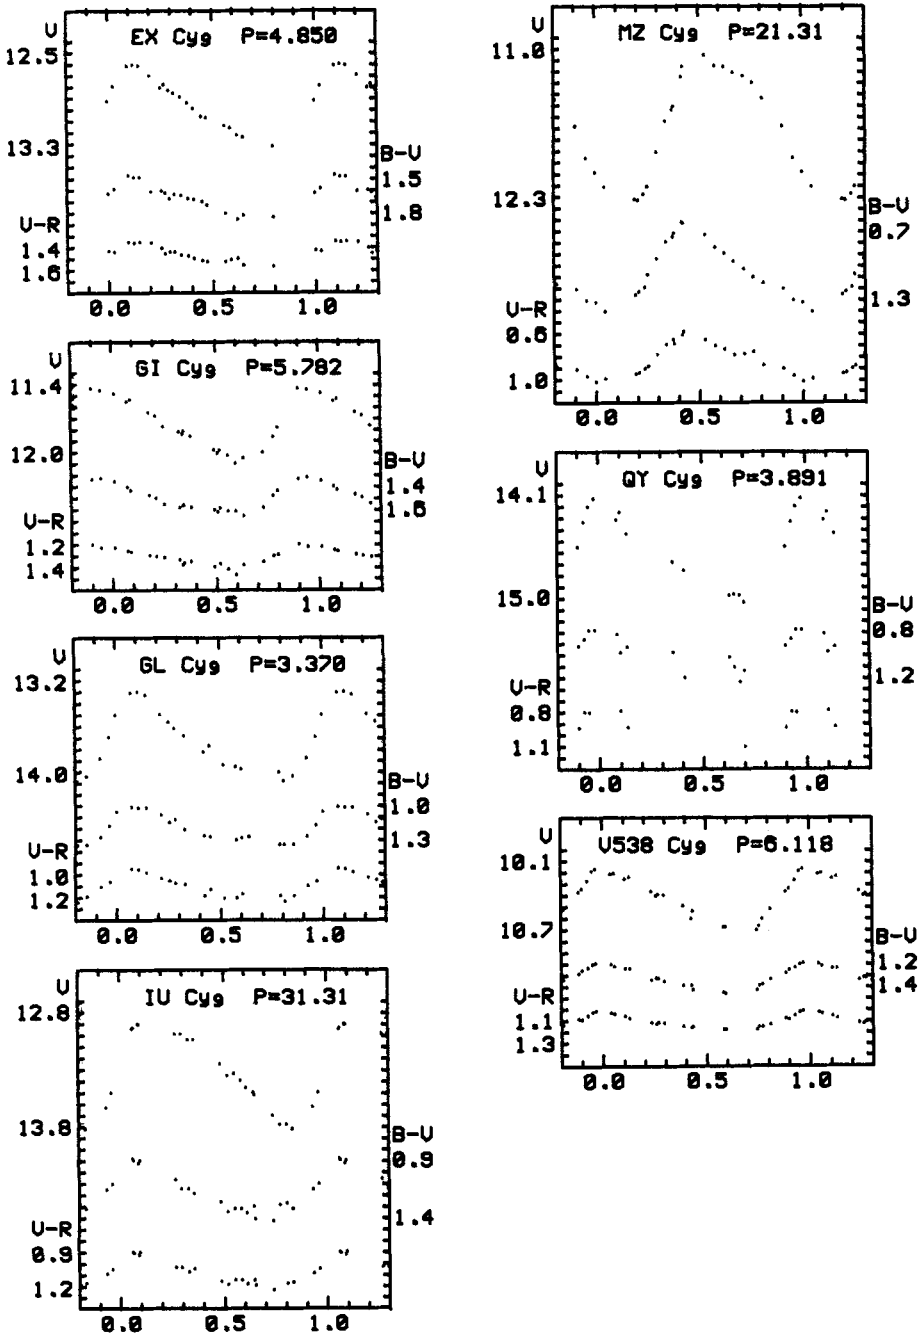 EX Cyg P=4.850
V
12.5
13.3
B-V
1.5
1.8
V-R
1.4
1.6
0.0 0.5 1.0
GI Cyg P=5.782
V
11.4
12.0
B-V
1.4
1.6
V-R
1.2
1.4
0.0 0.5 1.0
GL Cyg P=3.370
V
13.2
14.0
B-V
1.0
1.3
V-R
1.0
1.2
0.0 0.5 1.0
IV Cyg P=31.31
V
12.8
13.8
B-V
0.9
1.4
V-R
0.9
1.2
0.0 0.5 1.0
MZ Cyg P=21.31
V
11.0
12.3
B-V
0.7
1.3
V-R
0.6
1.0
0.0 0.5 1.0
QY Cyg P=3.891
V
14.1
15.0
B-V
0.8
1.2
V-R
0.8
1.1
0.0 0.5 1.0
V538 Cyg P=6.118
V
10.1
10.7
B-V
1.2
1.4
V-R
1.1
1.3
0.0 0.5 1.0